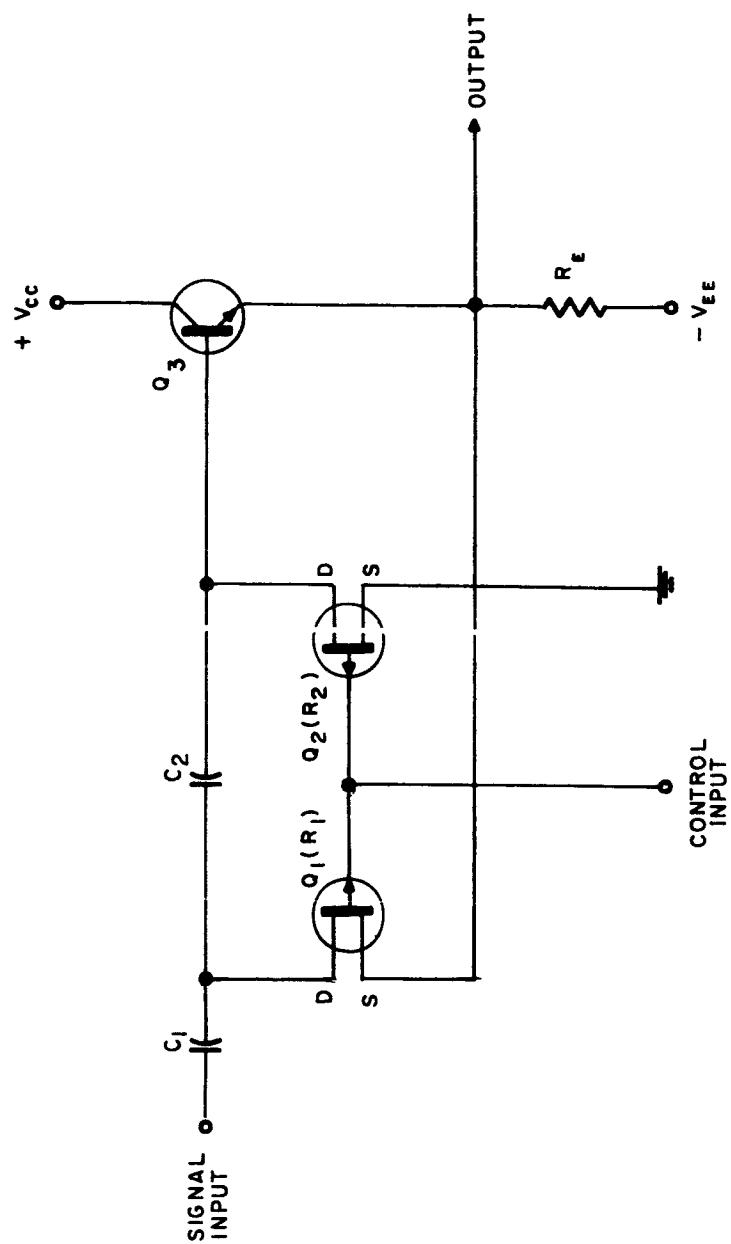 + VCC
Q3
C1
C2
SIGNAL
INPUT
Q1(R1)
Q2(R2)
D
S
D
S
OUTPUT
RE
- VEE
CONTROL
INPUT